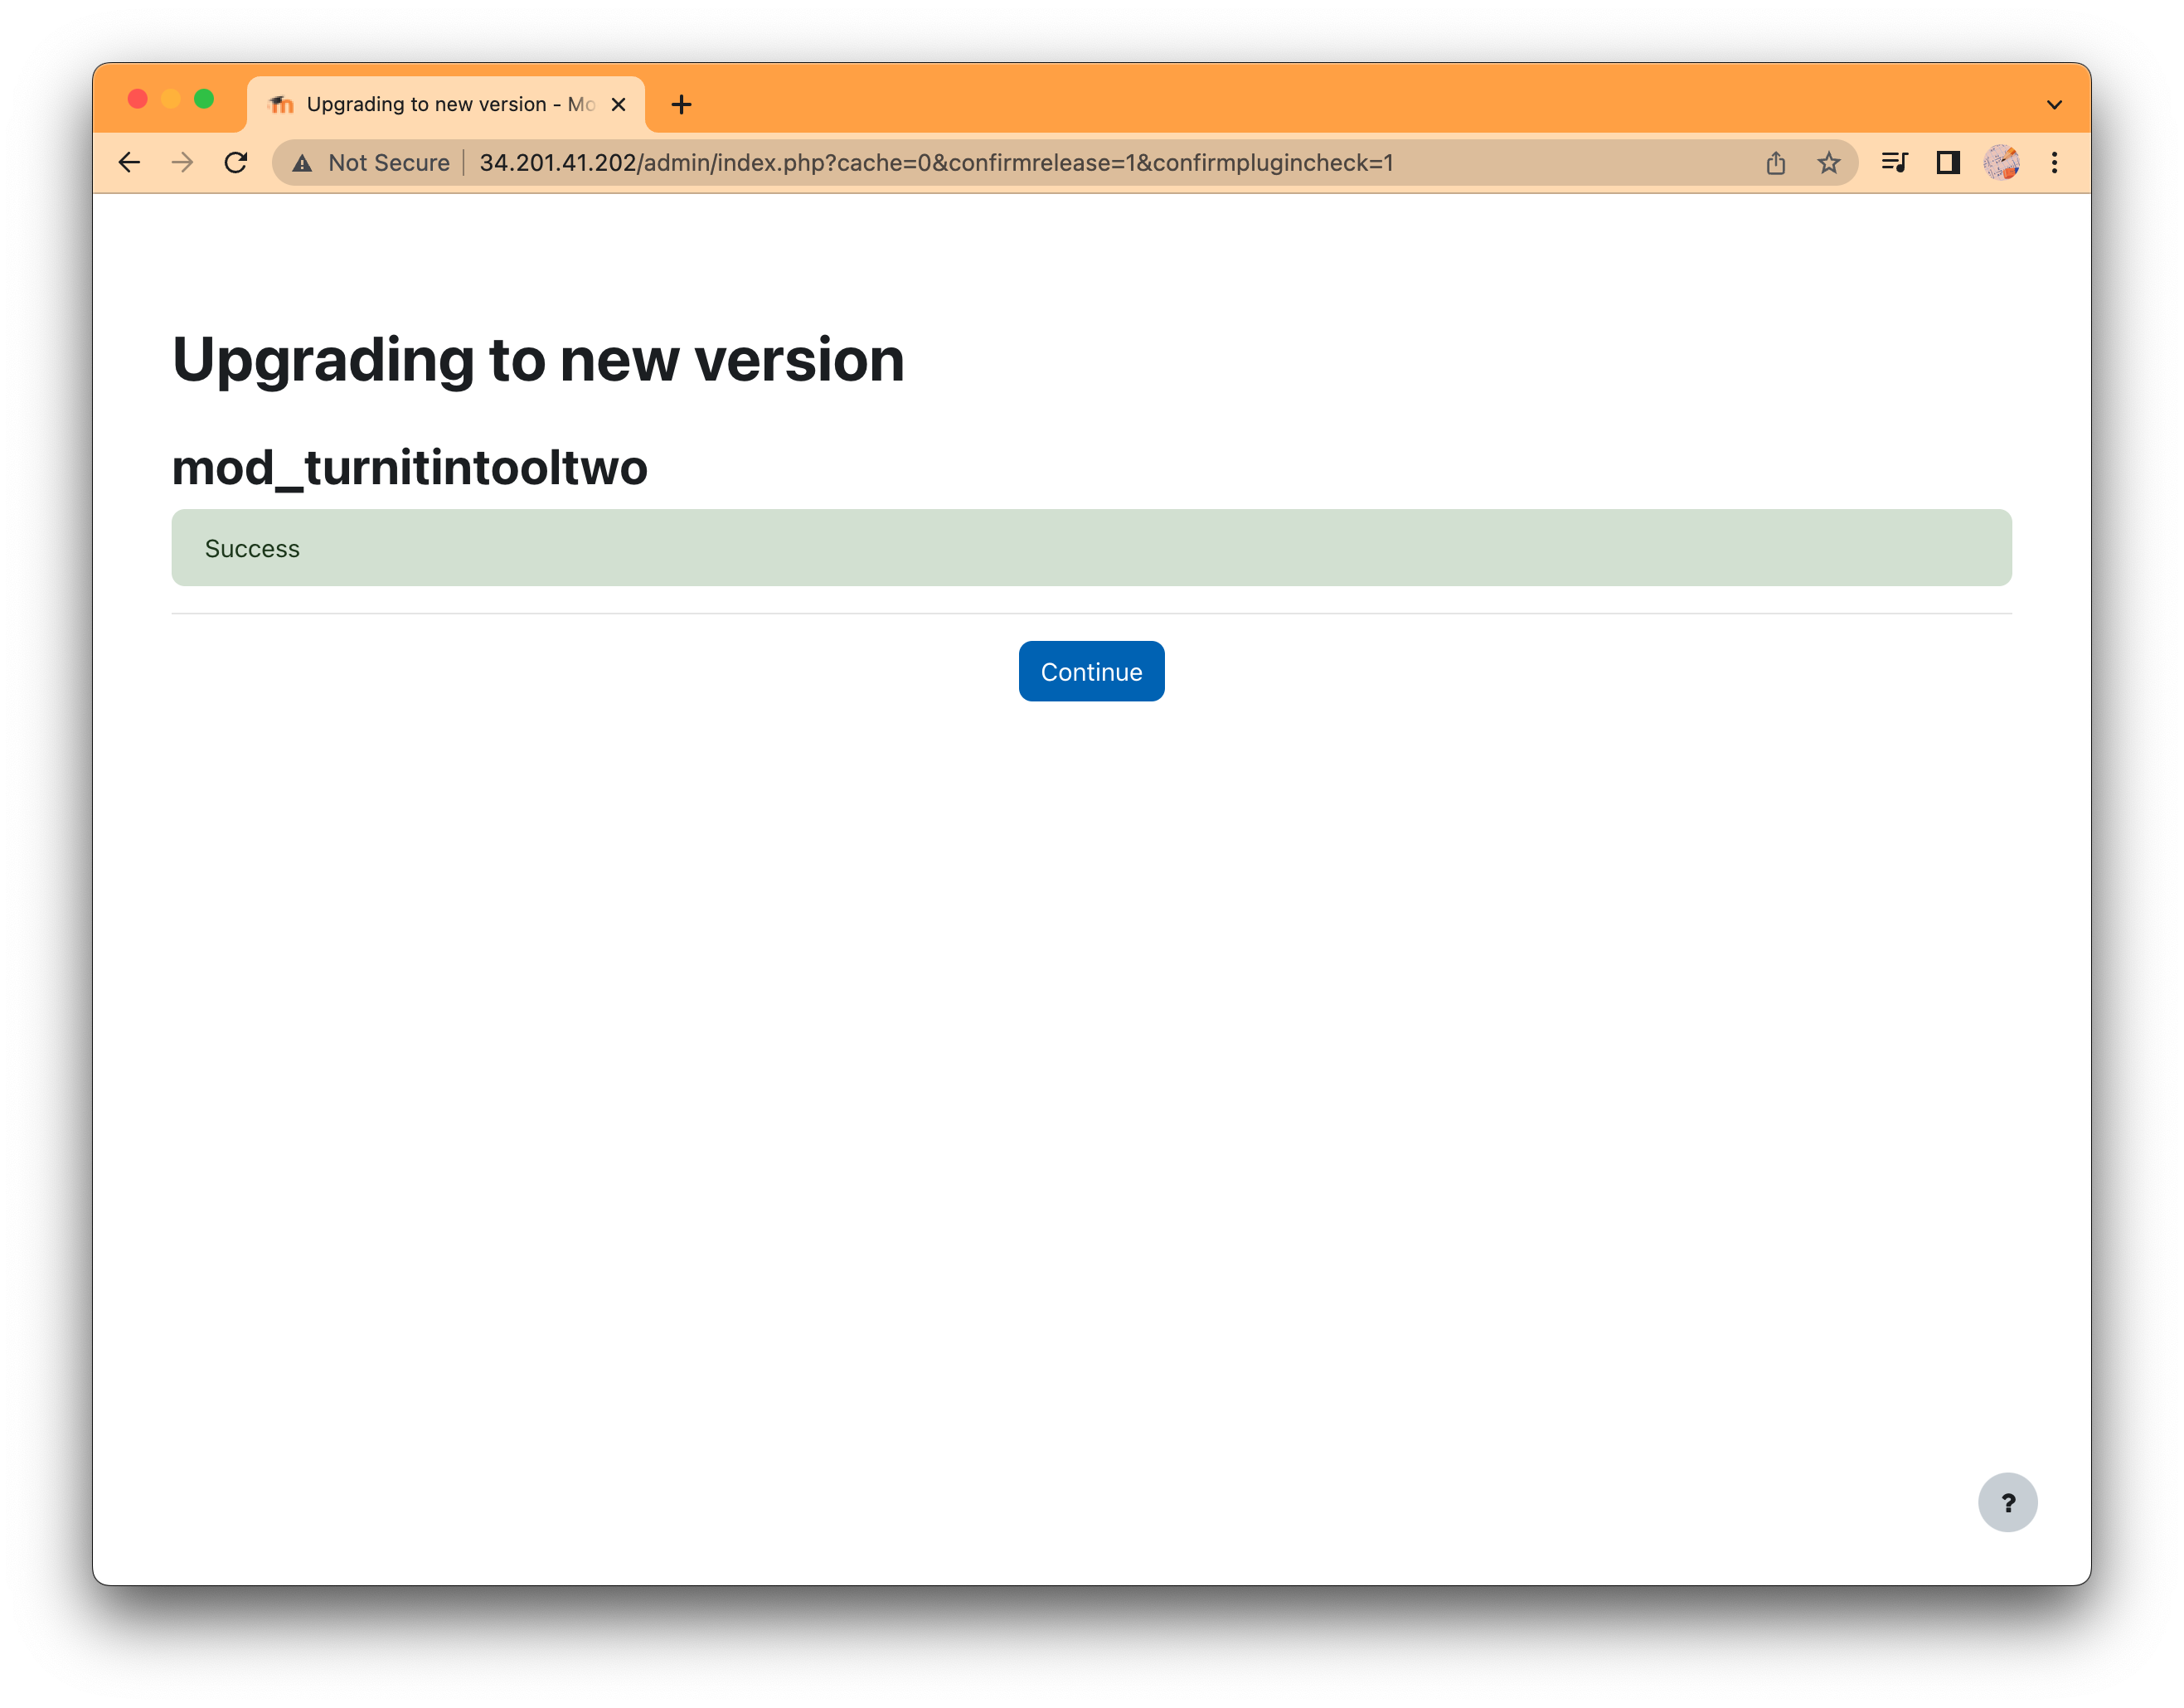 Upgrading to new version - Mo
Not Secure 34.201.41.202/admin/index.php?cache=0&confirmrelease=1&confirmplugincheck=1
Upgrading to new version
mod_turnitintooltwo
Success
Continue
?